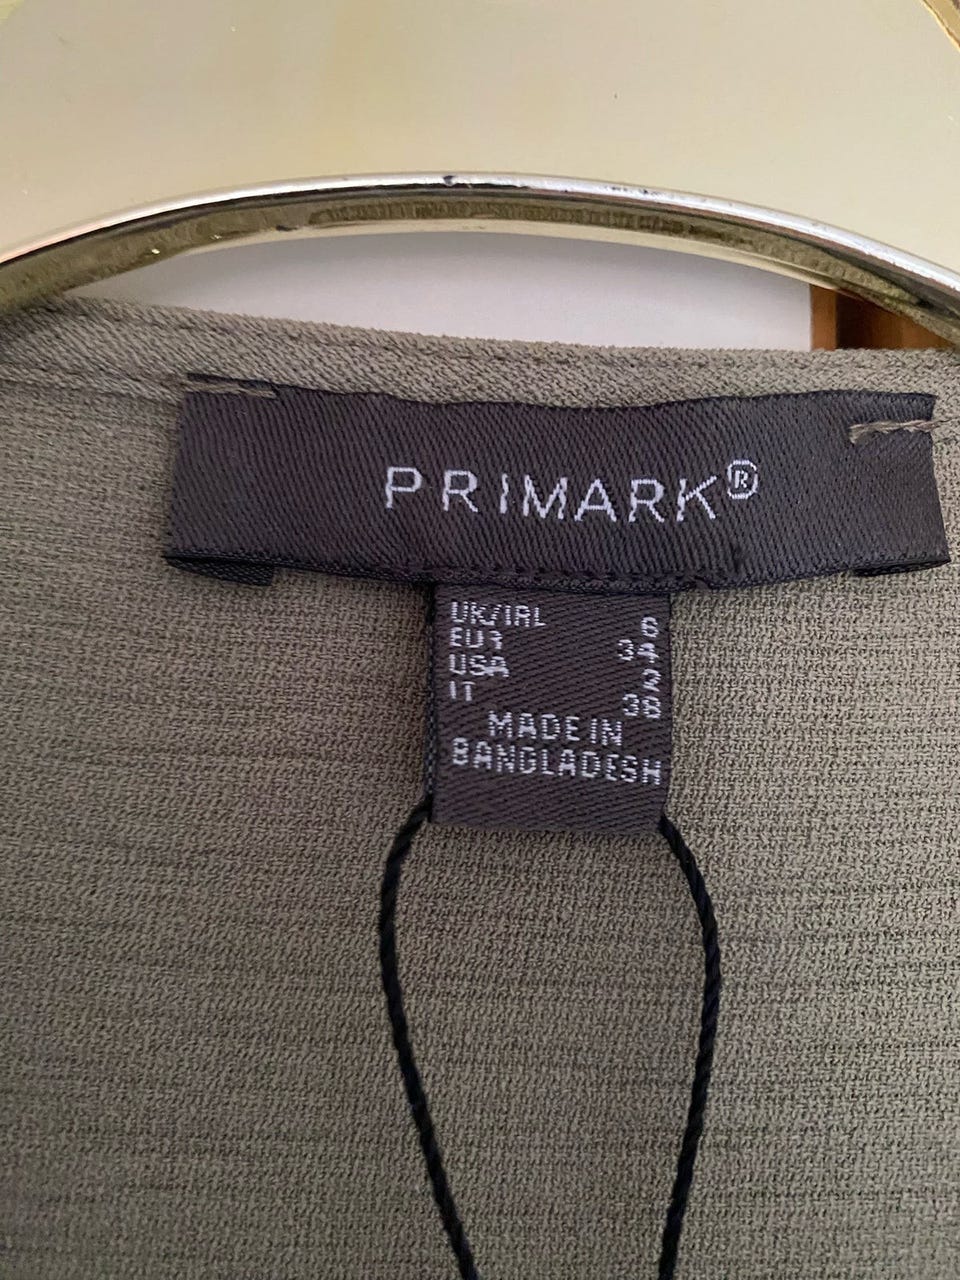 PRIMARK®
UK/IRL 6
EUR 34
USA 2
IT 38
MADE IN
BANGLADESH